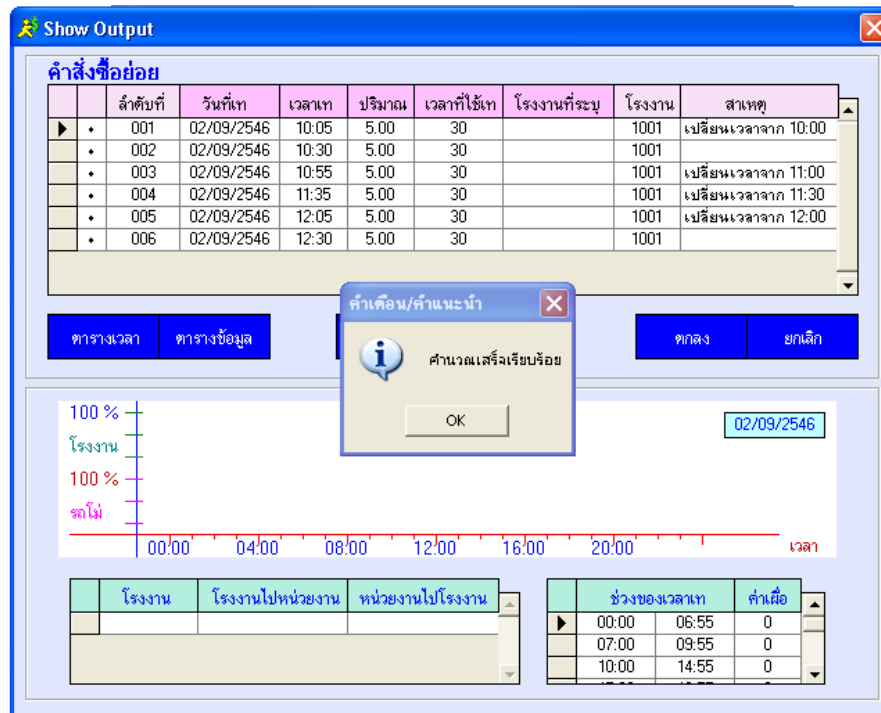 Show Output
คำสั่งซื้อย่อย
ลำดับที่ วันที่เท เวลาเท ปริมาณ เวลาที่ใช้เท โรงงานที่ระบุ โรงงาน สาเหตุ
001 02/09/2546 10:05 5.00 30 1001 เปลี่ยนเวลาจาก 10:00
002 02/09/2546 10:30 5.00 30 1001
003 02/09/2546 10:55 5.00 30 1001 เปลี่ยนเวลาจาก 11:00
004 02/09/2546 11:35 5.00 30 1001 เปลี่ยนเวลาจาก 11:30
005 02/09/2546 12:05 5.00 30 1001 เปลี่ยนเวลาจาก 12:00
006 02/09/2546 12:30 5.00 30 1001
คำเตือน/คำแนะนำ
คำนวณเสร็จเรียบร้อย
OK
ตารางเวลา ตารางข้อมูล ตกลง ยกเลิก
100 %
02/09/2546
โรงงาน
100 %
รถโม่
00:00 04:00 08:00 12:00 16:00 20:00 เวลา
โรงงาน โรงงานไปหน่วยงาน หน่วยงานไปโรงงาน
ช่วงของเวลาเท ค่าเผื่อ
00:00 06:55 0
07:00 09:55 0
10:00 14:55 0